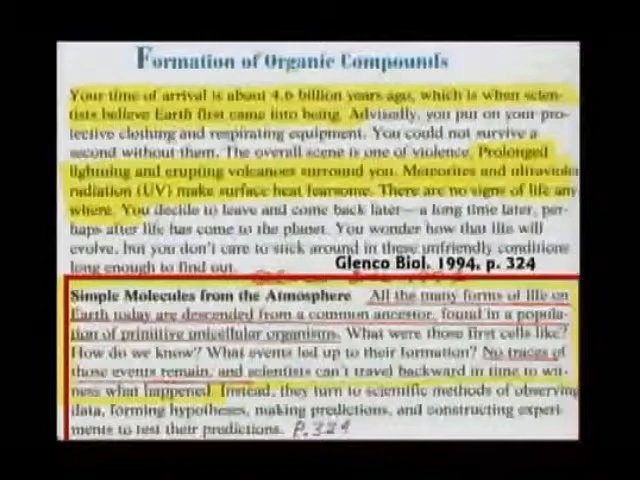 Formation of Organic Compounds
Your time of arrival is about 4.6 billion years ago, which is when scien-
tists believe Earth first came into being. Advisedly, you put on your pro-
tective clothing and respirating equipment. You could not survive a
second without them. The overall scene is one of violence. Prolonged
lightning and erupting volcanoes surround you. Meteorites and ultraviolet
radiation (UV) make surface heat fearsome. There are no signs of life any
where. You decide to leave and come back later—a long time later, per-
haps after life has come to the planet. You wonder how that life will
evolve, but you don't care to stick around in these unfriendly conditions
long enough to find out.
Glenco Biol. 1994, p. 324
Simple Molecules from the Atmosphere All the many forms of life on
Earth today are descended from a common ancestor, found in a popula-
tion of primitive unicellular organisms. What were those first cells like?
How do we know? What events led up to their formation? No traces of
those events remain, and scientists can't travel backward in time to wit-
ness what happened. Instead, they turn to scientific methods of observing
data, forming hypotheses, making predictions, and constructing experi-
ments to test their predictions. P.324